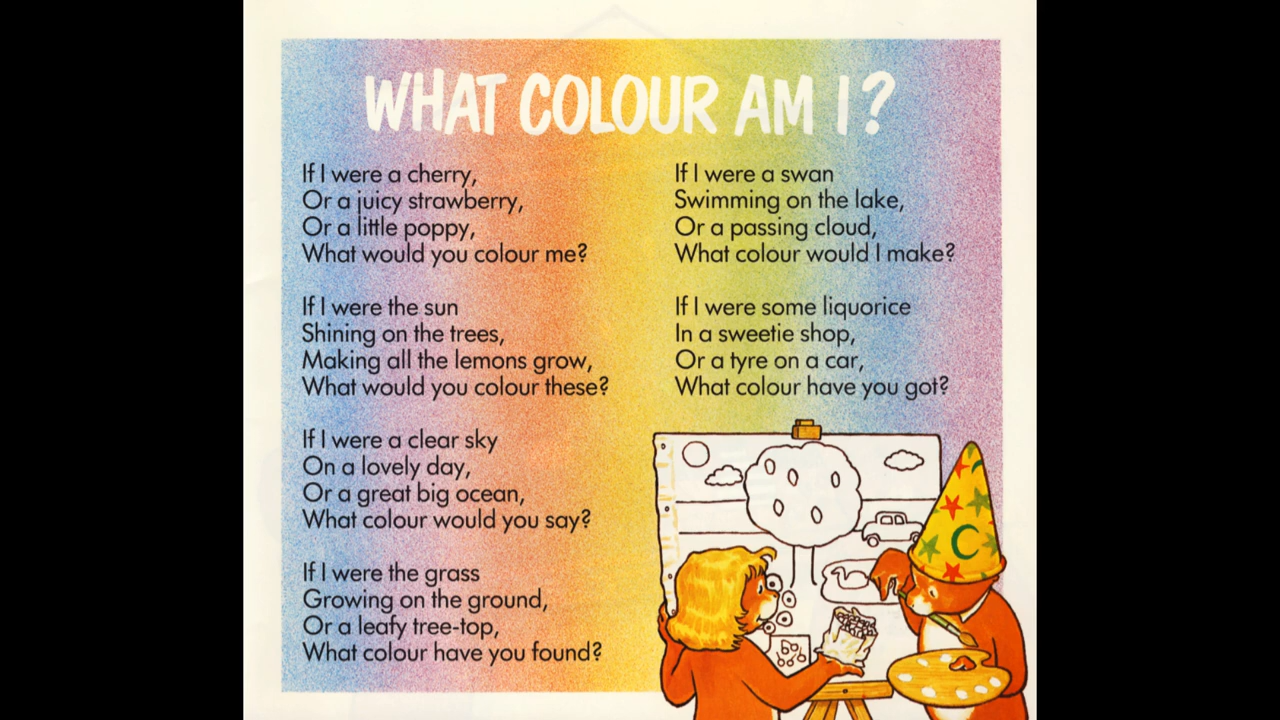 WHAT COLOUR AM I?
If I were a cherry,
Or a juicy strawberry,
Or a little poppy,
What would you colour me?
If I were the sun
Shining on the trees,
Making all the lemons grow,
What would you colour these?
If I were a clear sky
On a lovely day,
Or a great big ocean,
What colour would you say?
If I were the grass
Growing on the ground,
Or a leafy tree-top,
What colour have you found?
If I were a swan
Swimming on the lake,
Or a passing cloud,
What colour would I make?
If I were some liquorice
In a sweetie shop,
Or a tyre on a car,
What colour have you got?